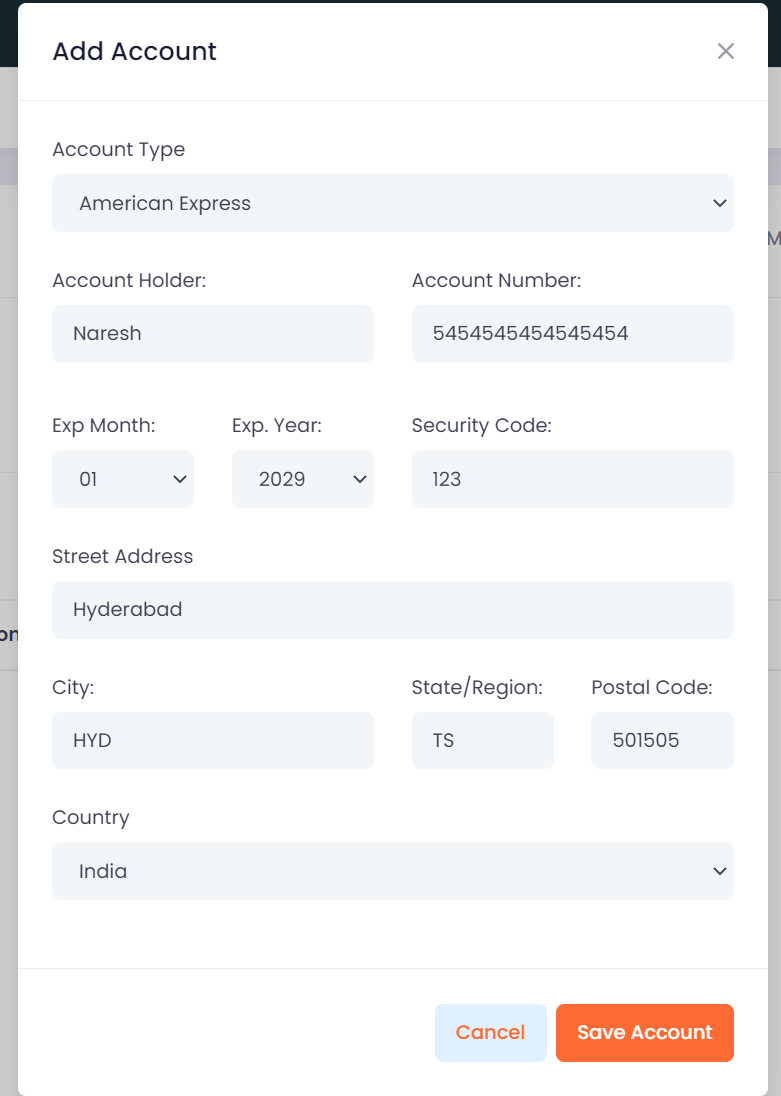 Add Account
Account Type
American Express
Account Holder: Account Number:
Naresh 5454545454545454
Exp Month: Exp. Year: Security Code:
01 2029 123
Street Address
Hyderabad
City: State/Region: Postal Code:
HYD TS 501505
Country
India
Cancel Save Account